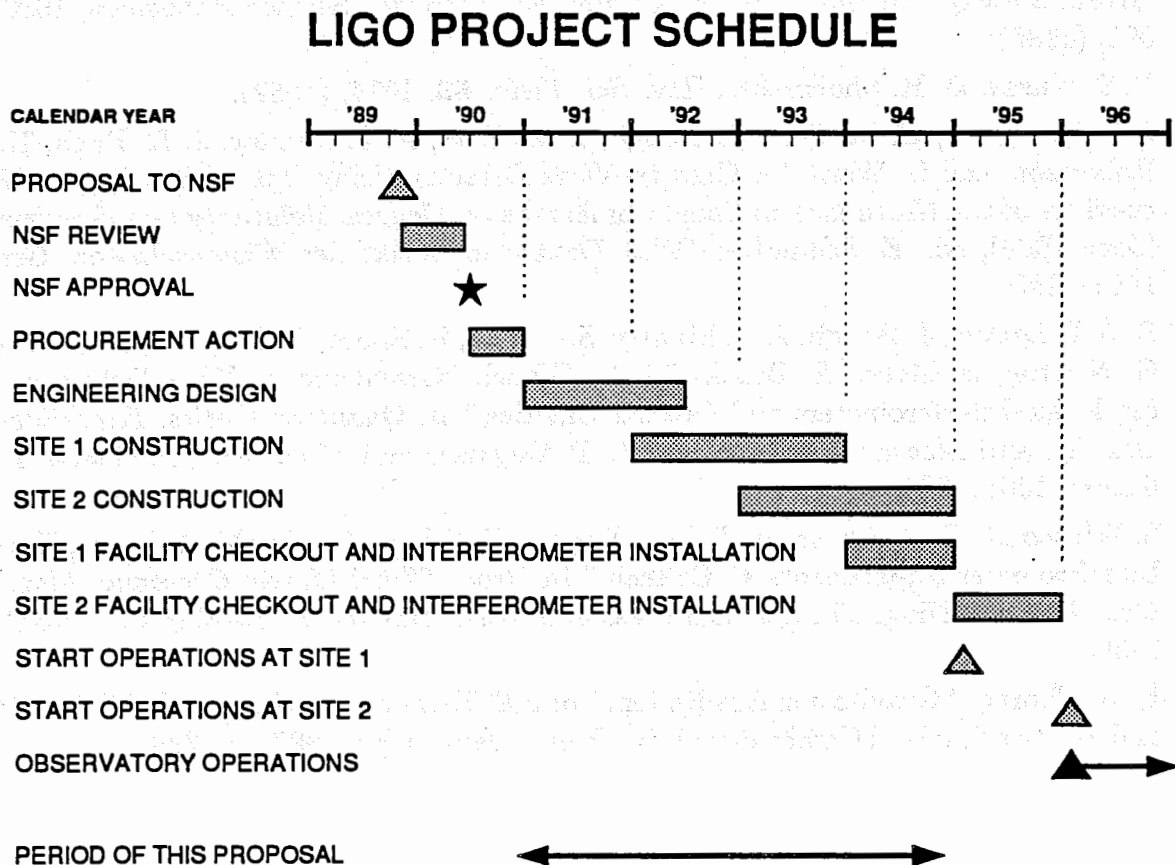 LIGO PROJECT SCHEDULE
CALENDAR YEAR '89 '90 '91 '92 '93 '94 '95 '96
PROPOSAL TO NSF
NSF REVIEW
NSF APPROVAL
PROCUREMENT ACTION
ENGINEERING DESIGN
SITE 1 CONSTRUCTION
SITE 2 CONSTRUCTION
SITE 1 FACILITY CHECKOUT AND INTERFEROMETER INSTALLATION
SITE 2 FACILITY CHECKOUT AND INTERFEROMETER INSTALLATION
START OPERATIONS AT SITE 1
START OPERATIONS AT SITE 2
OBSERVATORY OPERATIONS
PERIOD OF THIS PROPOSAL